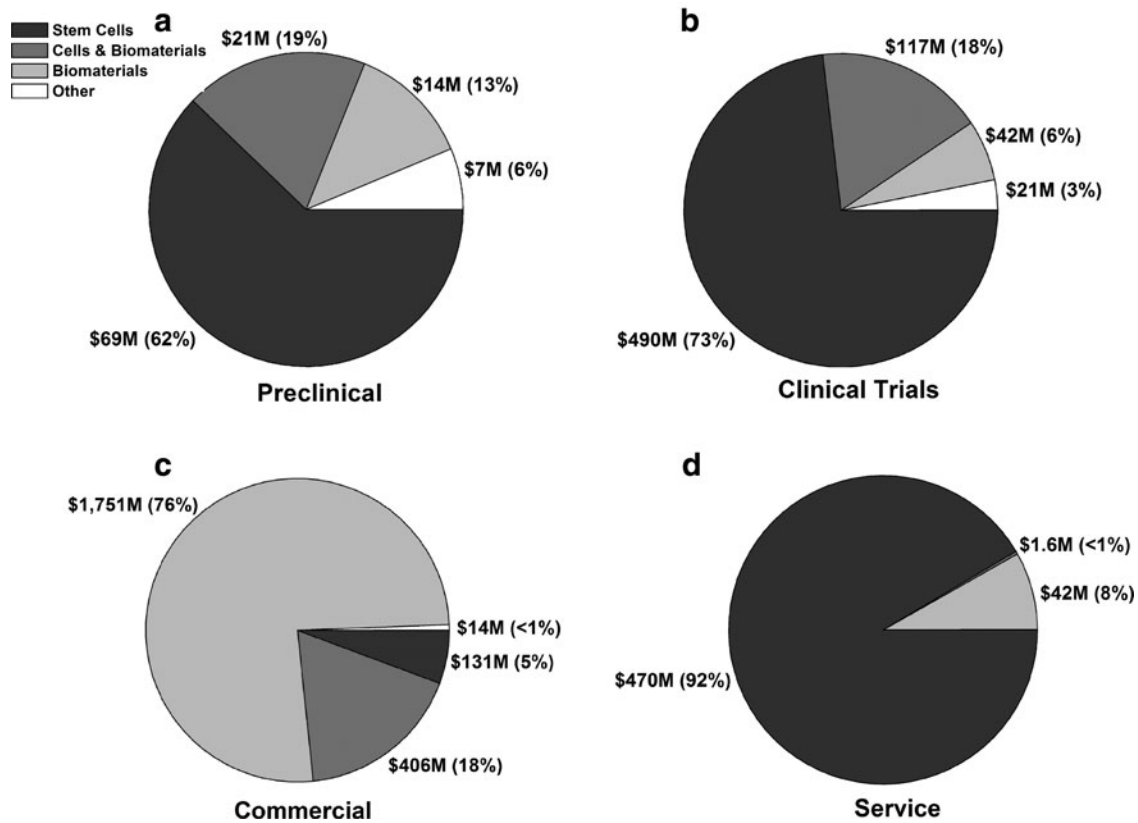 a
Stem Cells
Cells & Biomaterials
Biomaterials
Other
$21M (19%)
$14M (13%)
$7M (6%)
$69M (62%)
Preclinical
b
$117M (18%)
$42M (6%)
$21M (3%)
$490M (73%)
Clinical Trials
c
$1,751M (76%)
$14M (<1%)
$131M (5%)
$406M (18%)
Commercial
d
$1.6M (<1%)
$42M (8%)
$470M (92%)
Service